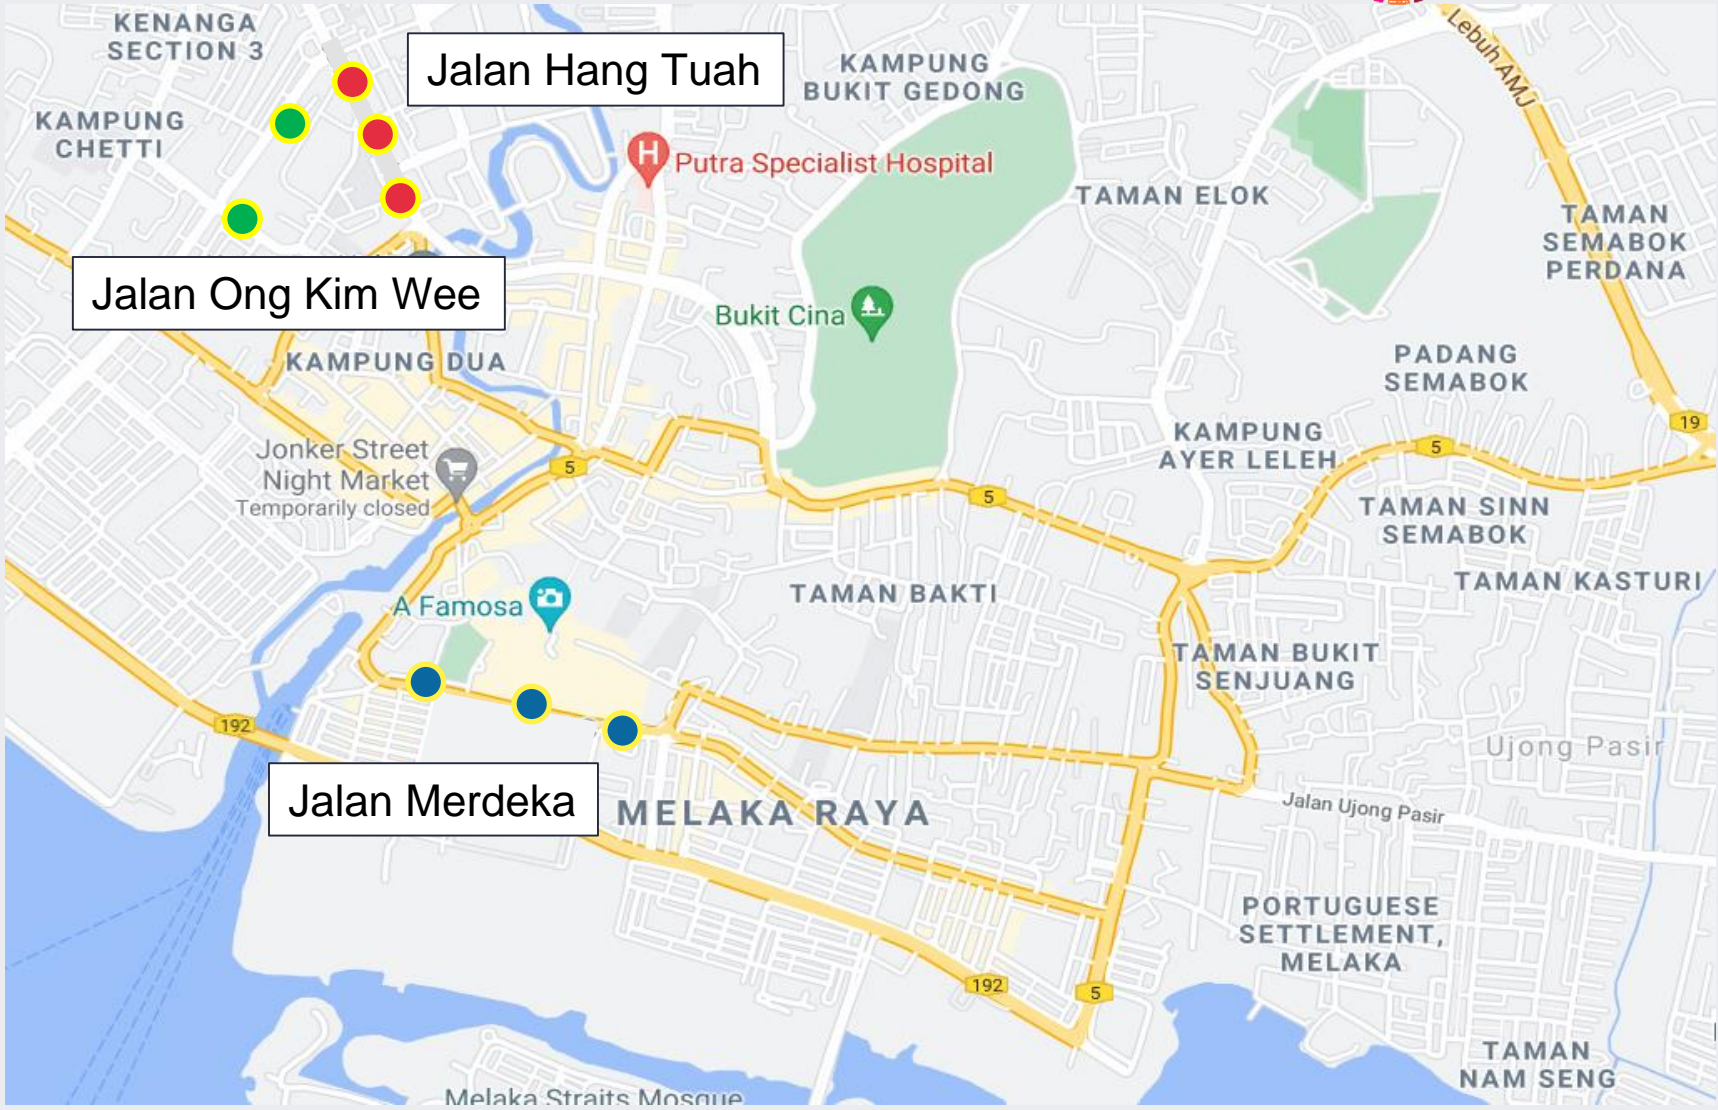 KENANGA
SECTION 3
Jalan Hang Tuah
KAMPUNG
BUKIT GEDONG
Lebuh AMJ
KAMPUNG
CHETTI
H
Putra Specialist Hospital
TAMAN ELOK
TAMAN
SEMABOK
PERDANA
Jalan Ong Kim Wee
Bukit Cina
KAMPUNG DUA
PADANG
SEMABOK
19
KAMPUNG
AYER LELEH
5
Jonker Street
Night Market
Temporarily closed
5
5
TAMAN SINN
SEMABOK
TAMAN KASTURI
A Famosa
TAMAN BAKTI
TAMAN BUKIT
SENJUANG
192
Ujong Pasir
Jalan Merdeka
MELAKA RAYA
Jalan Ujong Pasir
PORTUGUESE
SETTLEMENT,
MELAKA
192
5
TAMAN
NAM SENG
Melaka Straits Mosque